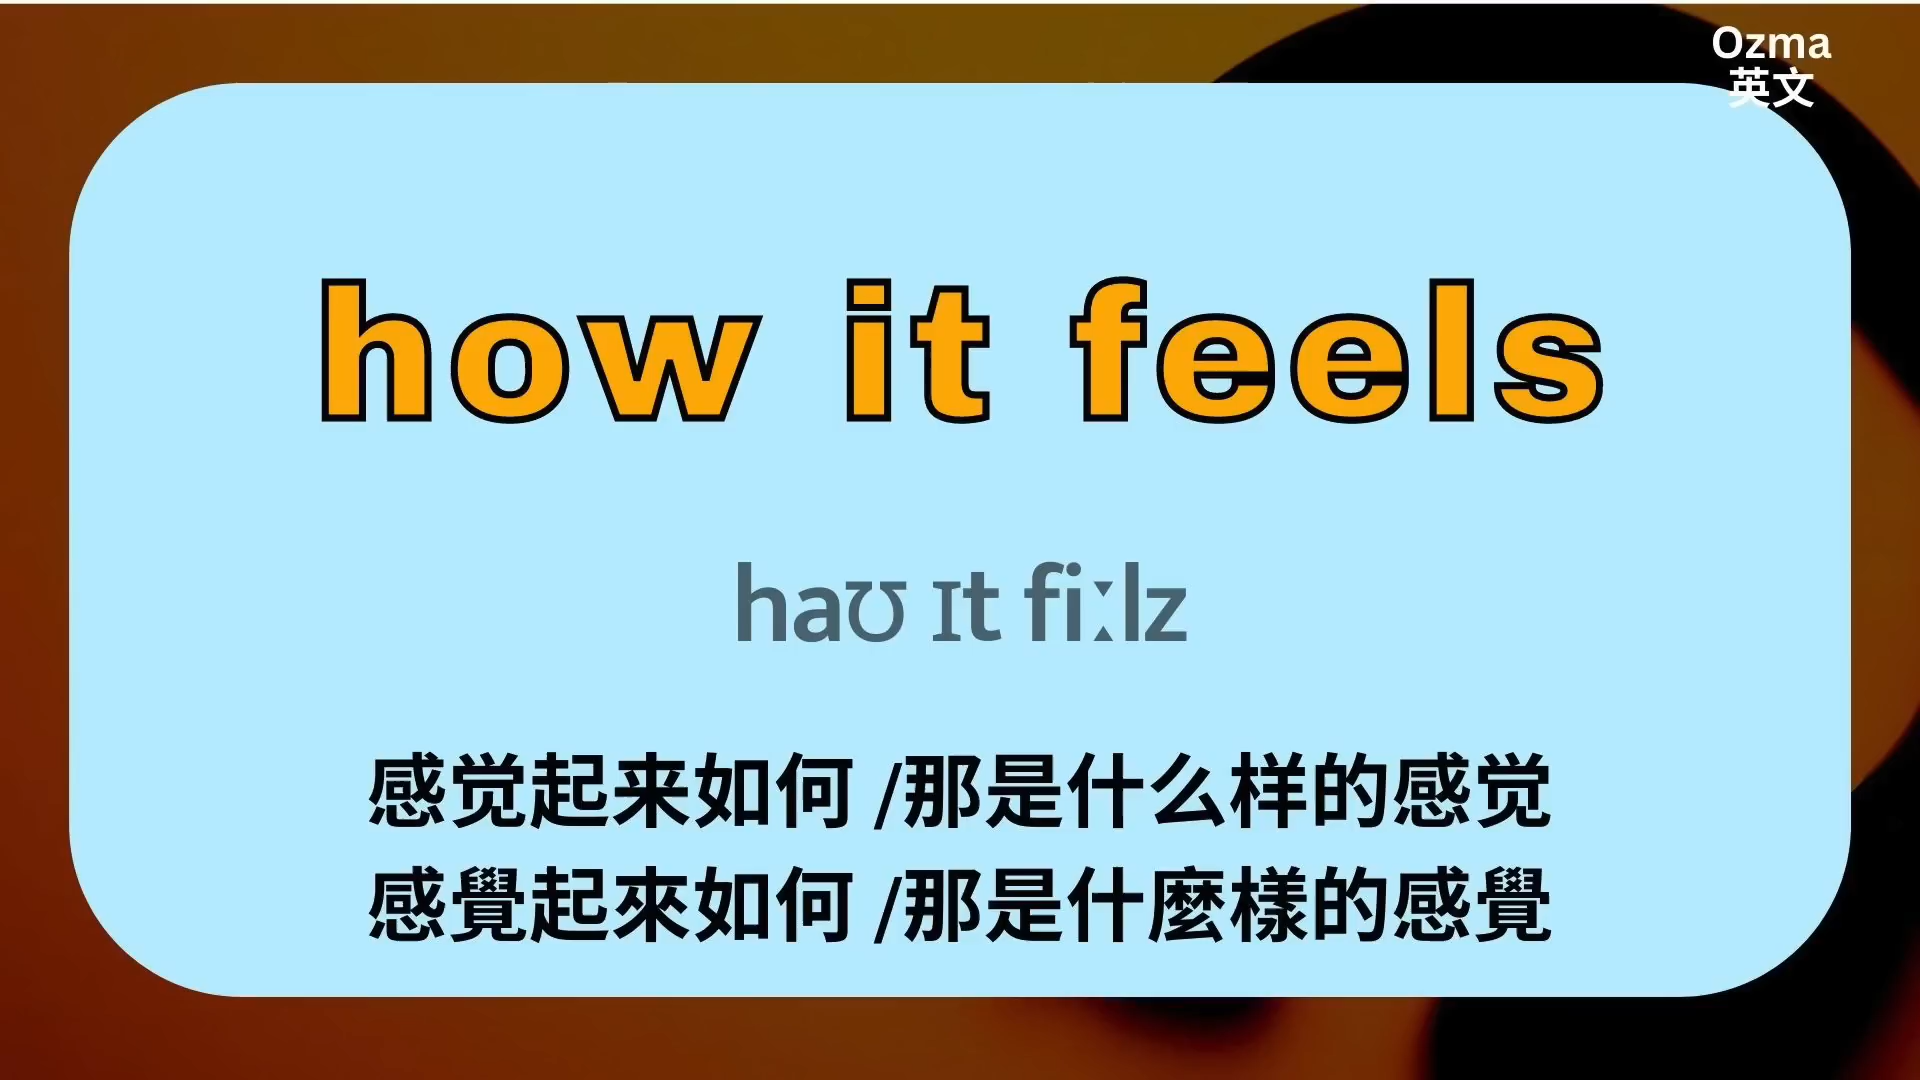 Ozma
英文
how it feels
haʊ ɪt fiːlz
感觉起来如何 /那是什么样的感觉
感覺起來如何 /那是什麼樣的感覺